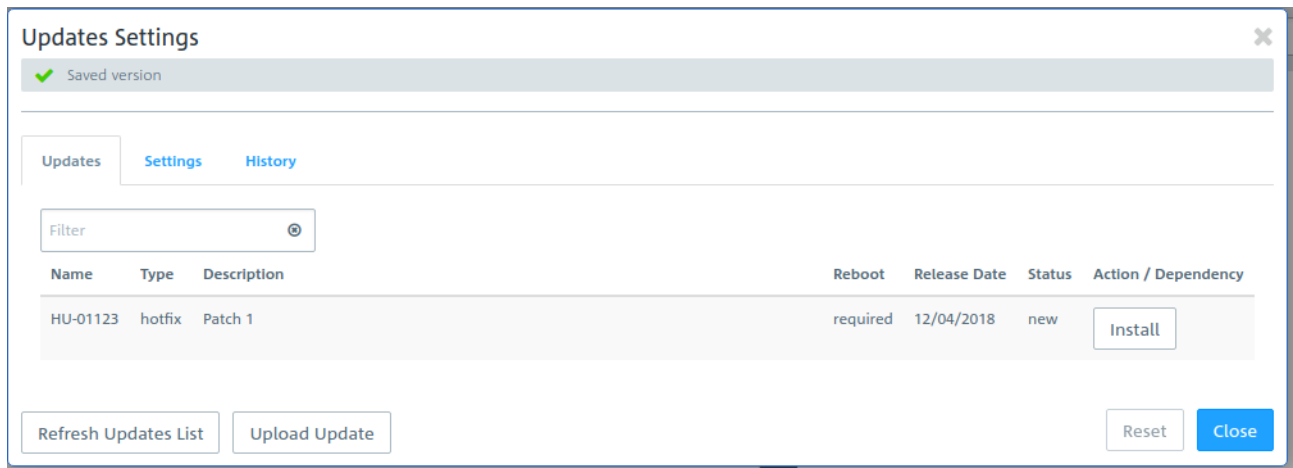 Updates Settings
Saved version
Updates Settings History
Filter
Name Type Description Reboot Release Date Status Action / Dependency
HU-01123 hotfix Patch 1 required 12/04/2018 new Install
Refresh Updates List Upload Update Reset Close